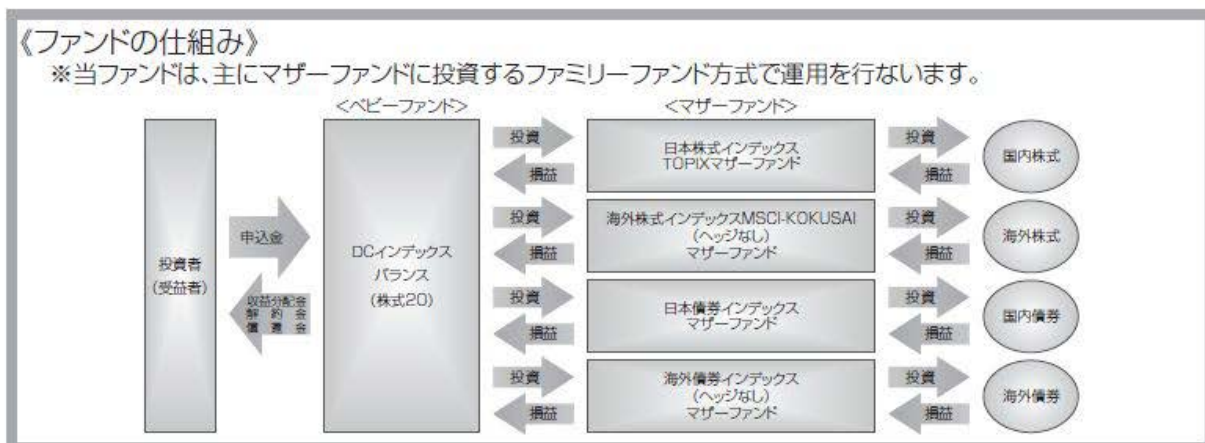 《ファンドの仕組み》
※当ファンドは、主にマザーファンドに投資するファミリーファンド方式で運用を行ないます。
<ベビーファンド>
<マザーファンド>
投資者
(受益者)
申込金
収益分配金
解約金
償還金
DCインデックス
バランス
(株式20)
投資
損益
日本株式インデックス
TOPIXマザーファンド
投資
損益
国内株式
投資
損益
海外株式インデックスMSCI-KOKUSAI
(ヘッジなし)
マザーファンド
投資
損益
海外株式
投資
損益
日本債券インデックス
マザーファンド
投資
損益
国内債券
投資
損益
海外債券インデックス
(ヘッジなし)
マザーファンド
投資
損益
海外債券